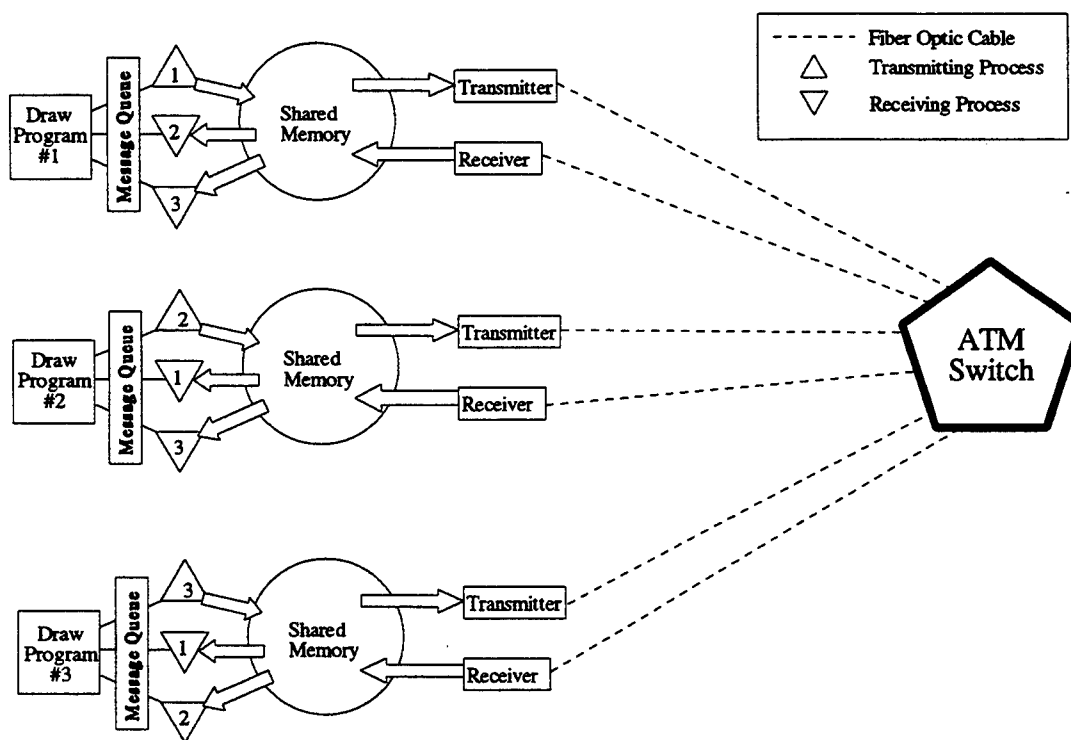 Fiber Optic Cable
Transmitting Process
Receiving Process
Draw
Program
#1
Message Queue
1
2
3
Shared
Memory
Transmitter
Receiver
Draw
Program
#2
Message Queue
2
1
3
Shared
Memory
Transmitter
Receiver
ATM
Switch
Draw
Program
#3
Message Queue
3
1
2
Shared
Memory
Transmitter
Receiver